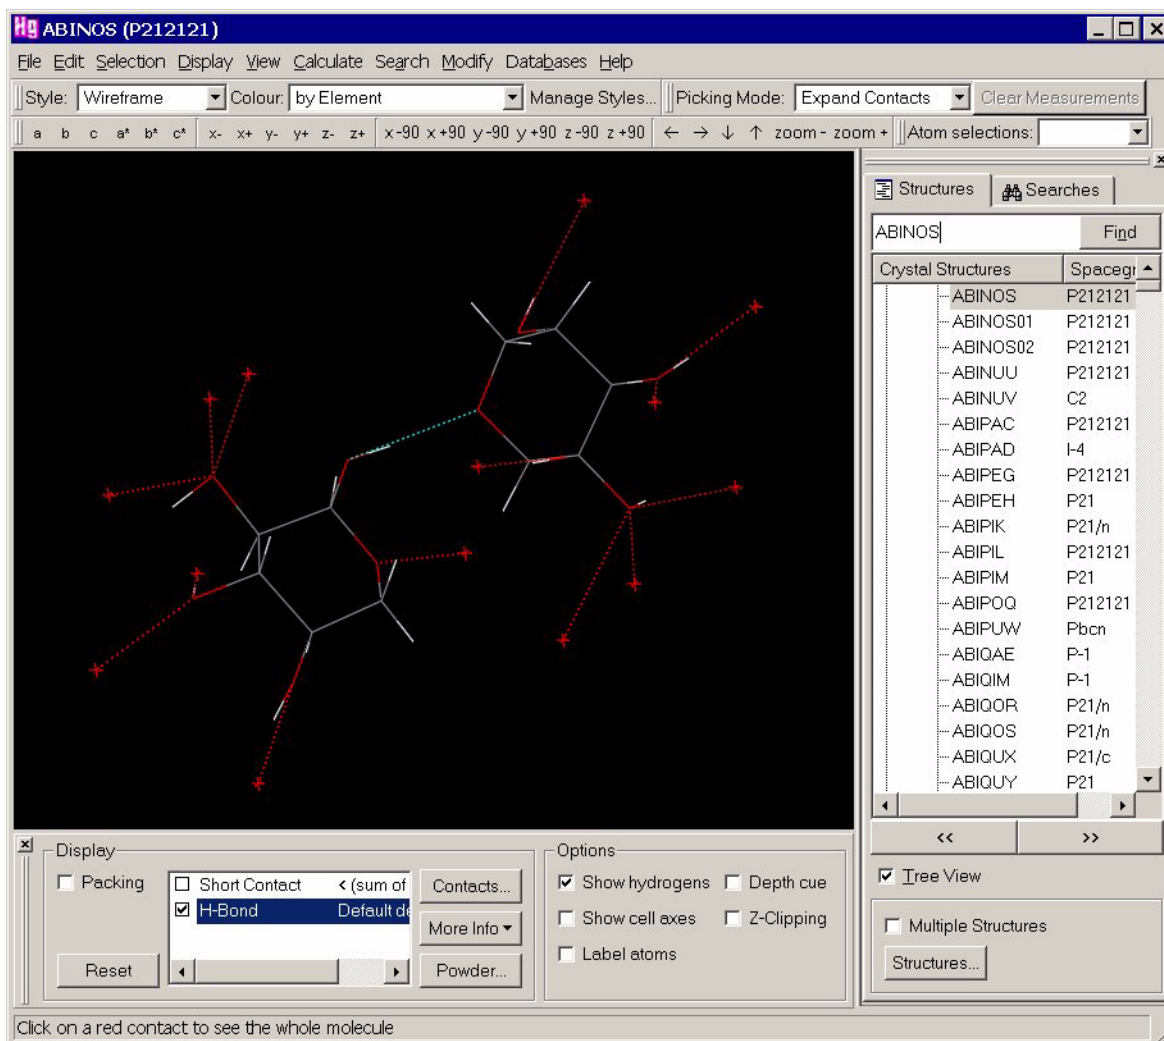 Hg ABINOS (P212121)
File Edit Selection Display View Calculate Search Modify Databases Help
Style: Wireframe Colour: by Element Manage Styles... Picking Mode: Expand Contacts Clear Measurements
a b c a* b* c* x- x+ y- y+ z- z+ x-90 x+90 y-90 y+90 z-90 z+90 ← → ↓ ↑ zoom- zoom+ Atom selections:
Structures Searches
ABINOS Find
Crystal Structures Spacegr
ABINOS P212121
ABINOS01 P212121
ABINOS02 P212121
ABINUU P212121
ABINUV C2
ABIPAC P212121
ABIPAD I-4
ABIPEG P212121
ABIPEH P21
ABIPIK P21/n
ABIPIL P212121
ABIPIM P21
ABIPOQ P212121
ABIPUW Pbcn
ABIQAE P-1
ABIQIM P-1
ABIQOR P21/n
ABIQOS P21/n
ABIQUX P21/c
ABIQUY P21
<< >>
Tree View
Multiple Structures
Structures...
Display
Packing
Short Contact < (sum of
H-Bond Default de
Contacts...
More Info
Reset
Powder...
Options
Show hydrogens Depth cue
Show cell axes Z-Clipping
Label atoms
Click on a red contact to see the whole molecule